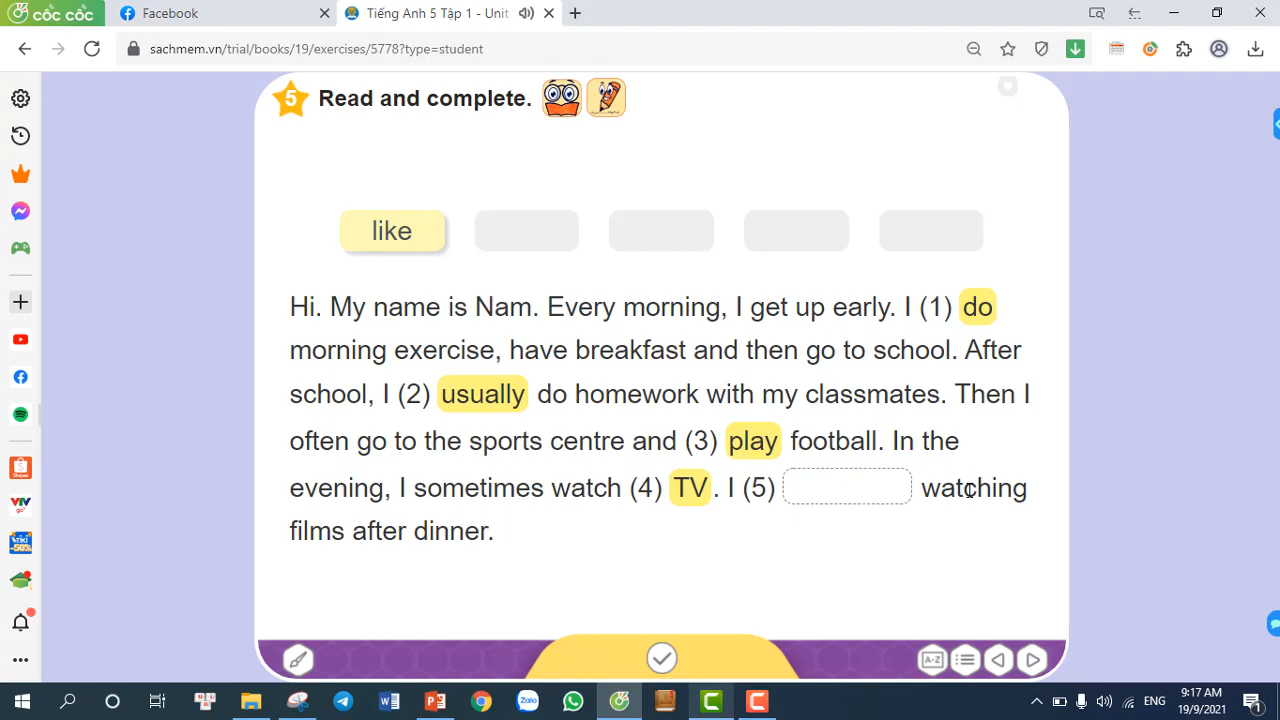 CỐC CỐC
Facebook
Tiếng Anh 5 Tập 1 - Unit
sachmem.vn/trial/books/19/exercises/5778?type=student
5 Read and complete.
like
Hi. My name is Nam. Every morning, I get up early. I (1) do
morning exercise, have breakfast and then go to school. After
school, I (2) usually do homework with my classmates. Then I
often go to the sports centre and (3) play football. In the
evening, I sometimes watch (4) TV . I (5) watching
films after dinner.
A-Z
ENG
9:17 AM
19/9/2021